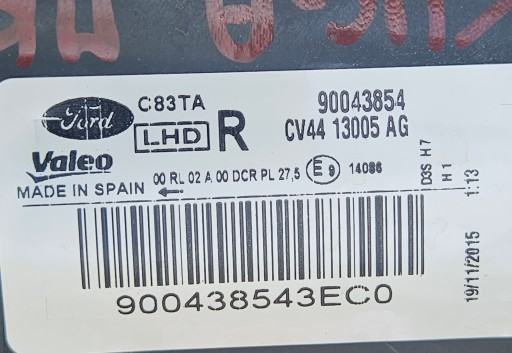 Ford C83TA 90043854
LHD R CV44 13005 AG
Valeo
MADE IN SPAIN 00 RL 02 A 00 DCR PL 27,5 E9 14086
D3S H7
H1
19/11/2015 1:13
900438543EC0